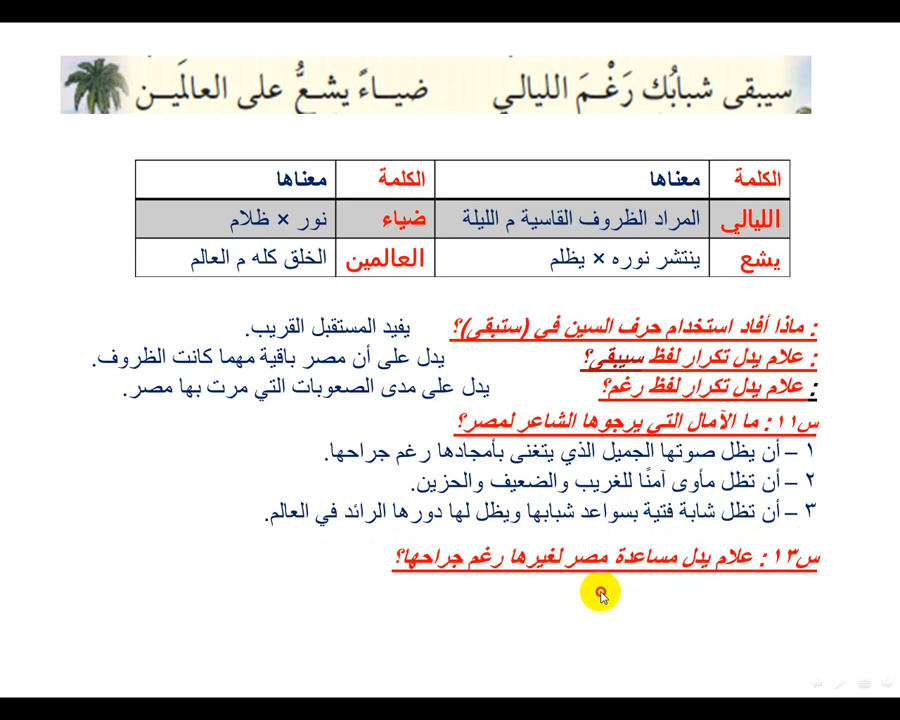 سيبقى شبابُك رَغْمَ الليالي ضيــاءً يشــعُّ على العالمَيــن
الكلمة معناها الكلمة معناها
الليالي المراد الظروف القاسية م الليلة ضياء نور × ظلام
يشع ينتشر نوره × يظلم العالمين الخلق كله م العالم
: ماذا أفاد استخدام حرف السين في (ستبقى)؟ يفيد المستقبل القريب.
: علام يدل تكرار لفظ سيبقى؟ يدل على أن مصر باقية مهما كانت الظروف.
: علام يدل تكرار لفظ رغم؟ يدل على مدى الصعوبات التي مرت بها مصر.
س١١: ما الآمال التي يرجوها الشاعر لمصر؟
١ – أن يظل صوتها الجميل الذي يتغنى بأمجادها رغم جراحها.
٢ – أن تظل مأوى آمنًا للغريب والضعيف والحزين.
٣ – أن تظل شابة فتية بسواعد شبابها ويظل لها دورها الرائد في العالم.
س١٣: علام يدل مساعدة مصر لغيرها رغم جراحها؟